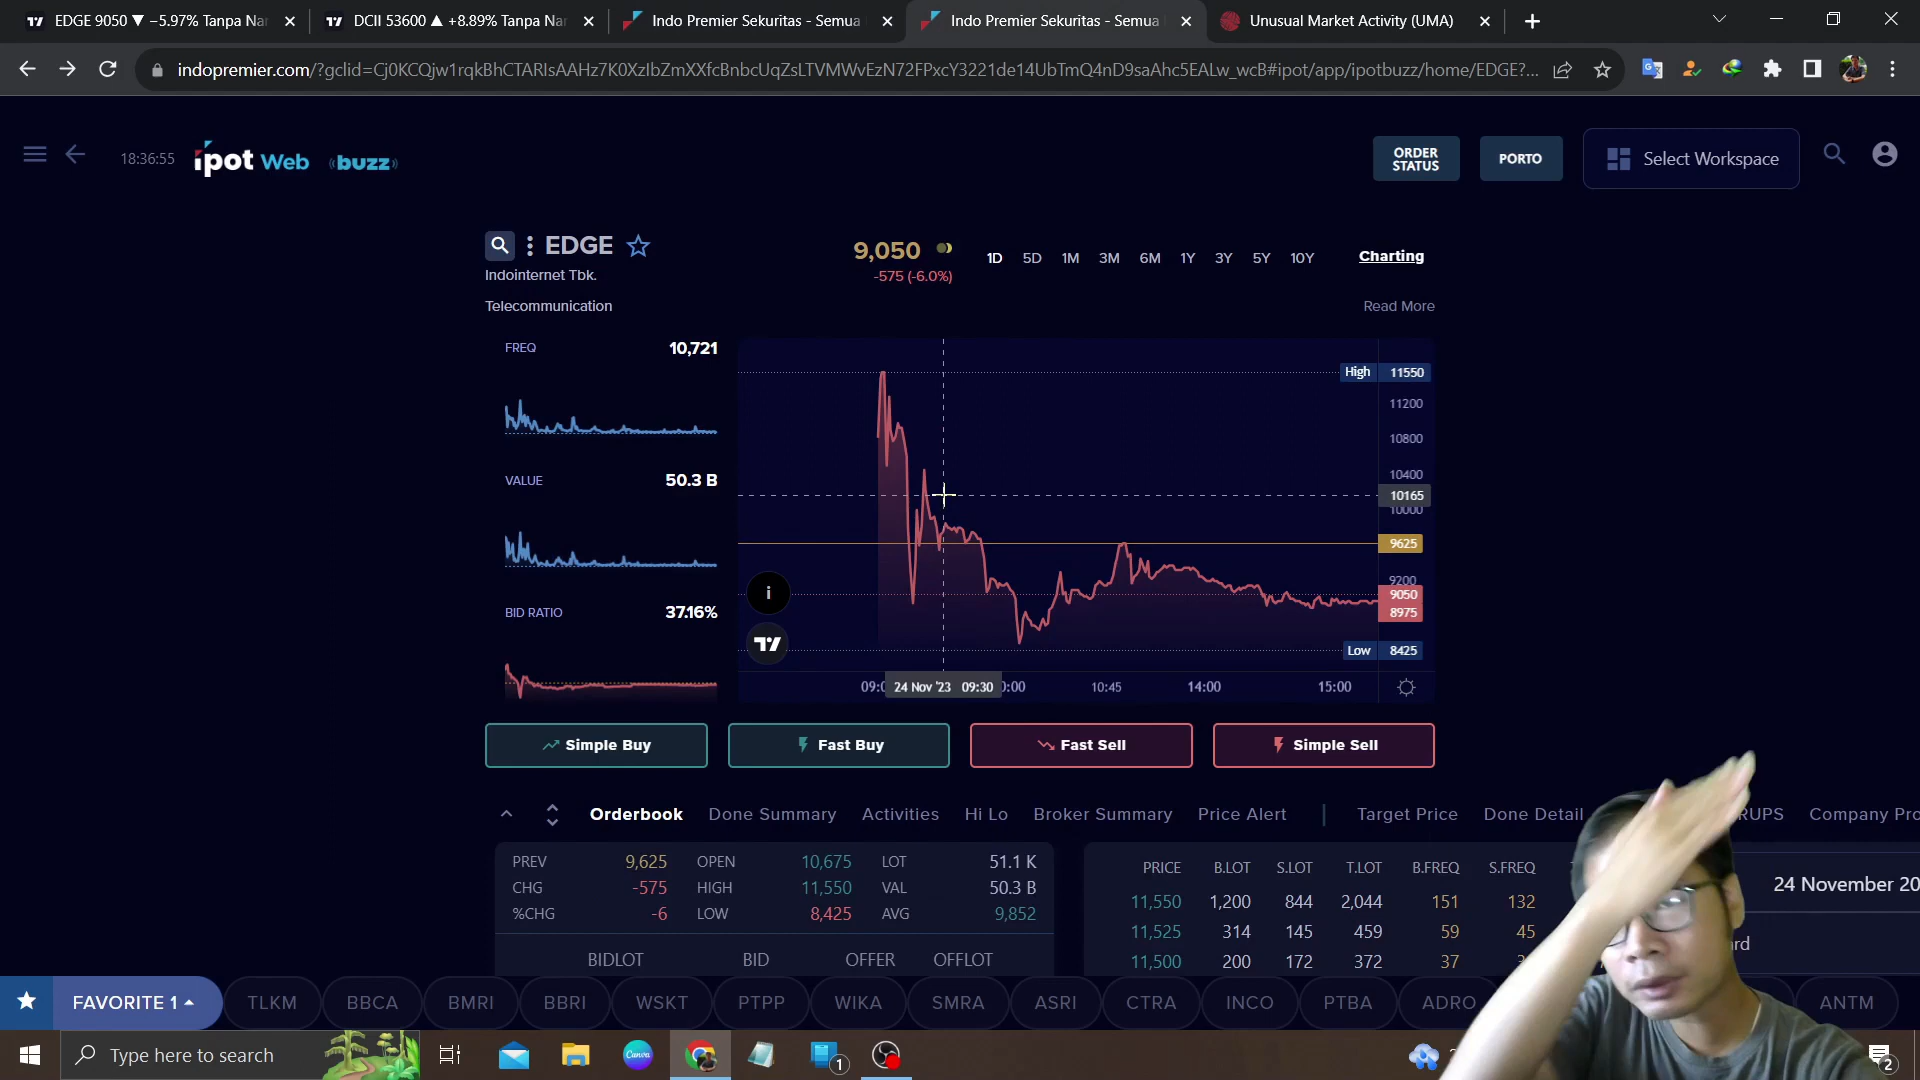 EDGE 9050 ▼ −5.97% Tanpa Na
DCII 53600 ▲ +8.89% Tanpa Na
Indo Premier Sekuritas - Semua
Indo Premier Sekuritas - Semua
Unusual Market Activity (UMA)
indopremier.com/?gclid=Cj0KCQjw1rqkBhCTARIsAAHz7K0XzIbZmXXfcBnbcUqZsLTVMWvEzN72FPxcY3221de14UbTmQ4nD9saAhc5EALw_wcB#ipot/app/ipotbuzz/home/EDGE?...
18:36:55
ipot Web
buzz
ORDER STATUS
PORTO
Select Workspace
EDGE
Indointernet Tbk.
Telecommunication
9,050
-575 (-6.0%)
1D 5D 1M 3M 6M 1Y 3Y 5Y 10Y
Charting
Read More
FREQ 10,721
VALUE 50.3 B
BID RATIO 37.16%
High 11550
11200
10800
10400
10165
10000
9625
9200
9050
8975
Low 8425
i
24 Nov '23 09:30
10:45 14:00 15:00
Simple Buy
Fast Buy
Fast Sell
Simple Sell
Orderbook Done Summary Activities Hi Lo Broker Summary Price Alert Target Price Done Detail RUPS Company Pro
PREV 9,625 OPEN 10,675 LOT 51.1 K
CHG -575 HIGH 11,550 VAL 50.3 B
%CHG -6 LOW 8,425 AVG 9,852
BIDLOT BID OFFER OFFLOT
PRICE B.LOT S.LOT T.LOT B.FREQ S.FREQ
11,550 1,200 844 2,044 151 132
11,525 314 145 459 59 45
11,500 200 172 372 37
24 November 20
rd
FAVORITE 1 TLKM BBCA BMRI BBRI WSKT PTPP WIKA SMRA ASRI CTRA INCO PTBA ADRO ANTM
Type here to search
Canva
1
2